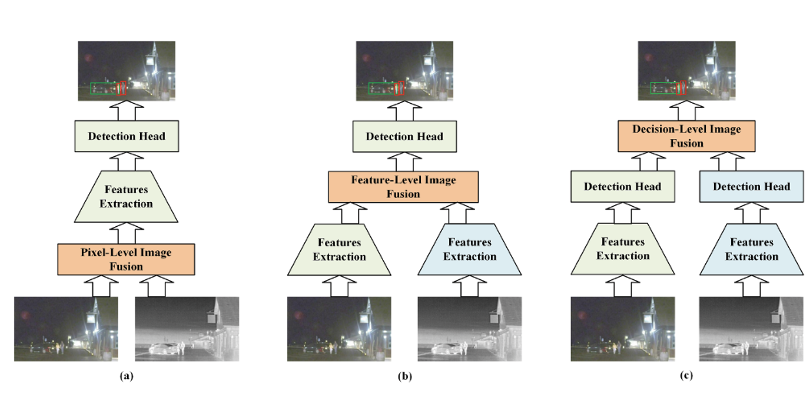 Detection Head
Features
Extraction
Pixel-Level Image
Fusion
(a)
Detection Head
Feature-Level Image
Fusion
Features
Extraction
Features
Extraction
(b)
Decision-Level Image
Fusion
Detection Head
Detection Head
Features
Extraction
Features
Extraction
(c)